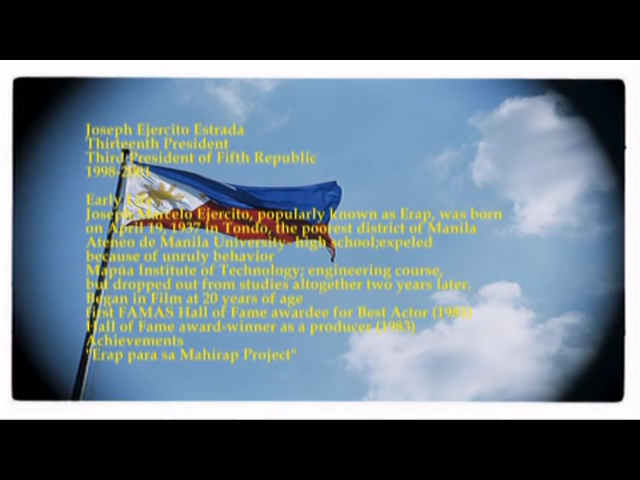 Joseph Ejercito Estrada
Thirteenth President
Third President of Fifth Republic
1998-2001
Early Life
Joseph Marcelo Ejercito, popularly known as Erap, was born
on April 19, 1937 in Tondo, the poorest district of Manila
Ateneo de Manila University- high school;expeled
because of unruly behavior
Mapúa Institute of Technology; engineering course,
but dropped out from studies altogether two years later.
Began in Film at 20 years of age
first FAMAS Hall of Fame awardee for Best Actor (1981)
Hall of Fame award-winner as a producer (1983)
Achievements
"Erap para sa Mahirap Project"